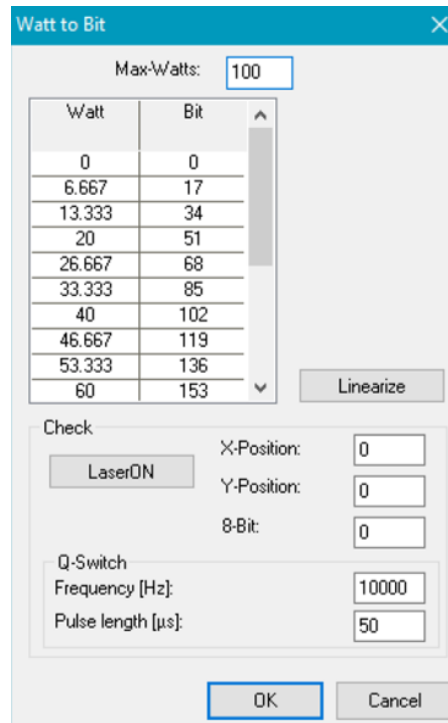 Watt to Bit
Max-Watts: 100
Watt Bit
0 0
6.667 17
13.333 34
20 51
26.667 68
33.333 85
40 102
46.667 119
53.333 136
60 153
Linearize
Check
LaserON
X-Position: 0
Y-Position: 0
8-Bit: 0
Q-Switch
Frequency [Hz]: 10000
Pulse length [µs]: 50
OK Cancel